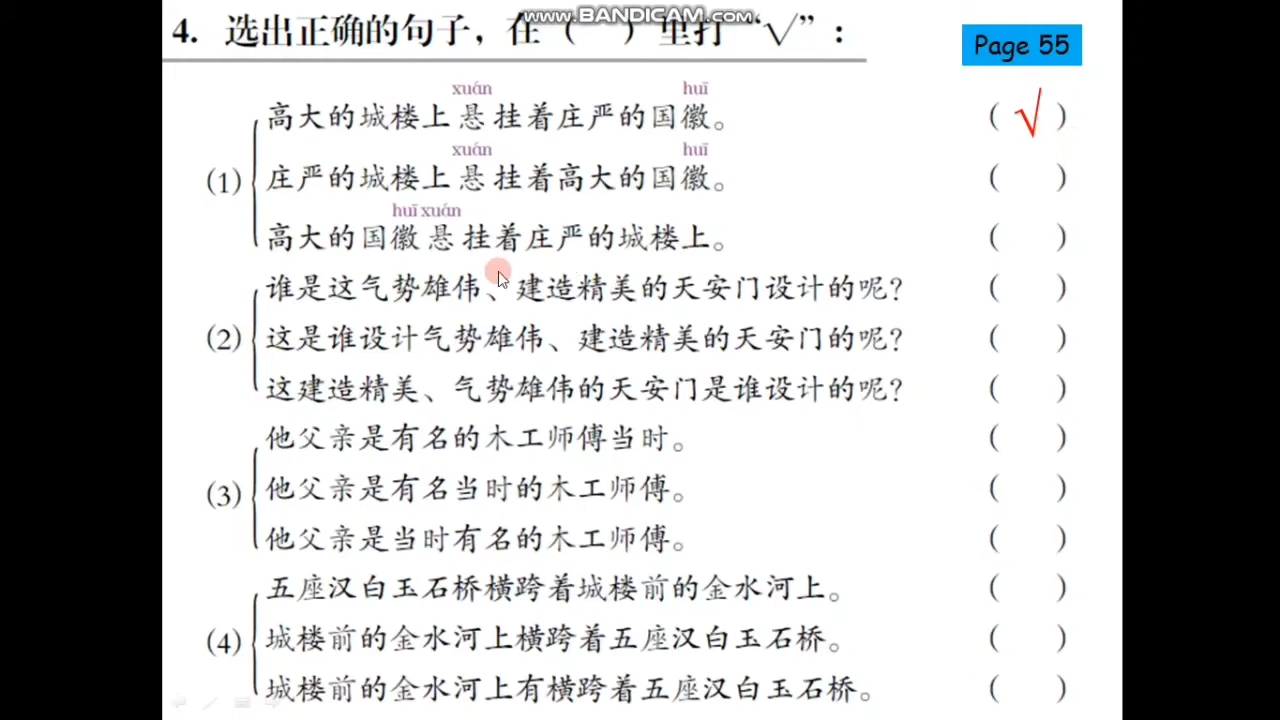 www.BANDICAM.com
4. 选出正确的句子，在（ ）里打“√”：
Page 55
xuán huī
高大的城楼上悬挂着庄严的国徽。 ( √ )
xuán huī
(1) 庄严的城楼上悬挂着高大的国徽。 ( )
huī xuán
高大的国徽悬挂着庄严的城楼上。 ( )
谁是这气势雄伟、建造精美的天安门设计的呢？ ( )
(2) 这是谁设计气势雄伟、建造精美的天安门的呢？ ( )
这建造精美、气势雄伟的天安门是谁设计的呢？ ( )
他父亲是有名的木工师傅当时。 ( )
(3) 他父亲是有名当时的木工师傅。 ( )
他父亲是当时有名的木工师傅。 ( )
五座汉白玉石桥横跨着城楼前的金水河上。 ( )
(4) 城楼前的金水河上横跨着五座汉白玉石桥。 ( )
城楼前的金水河上有横跨着五座汉白玉石桥。 ( )